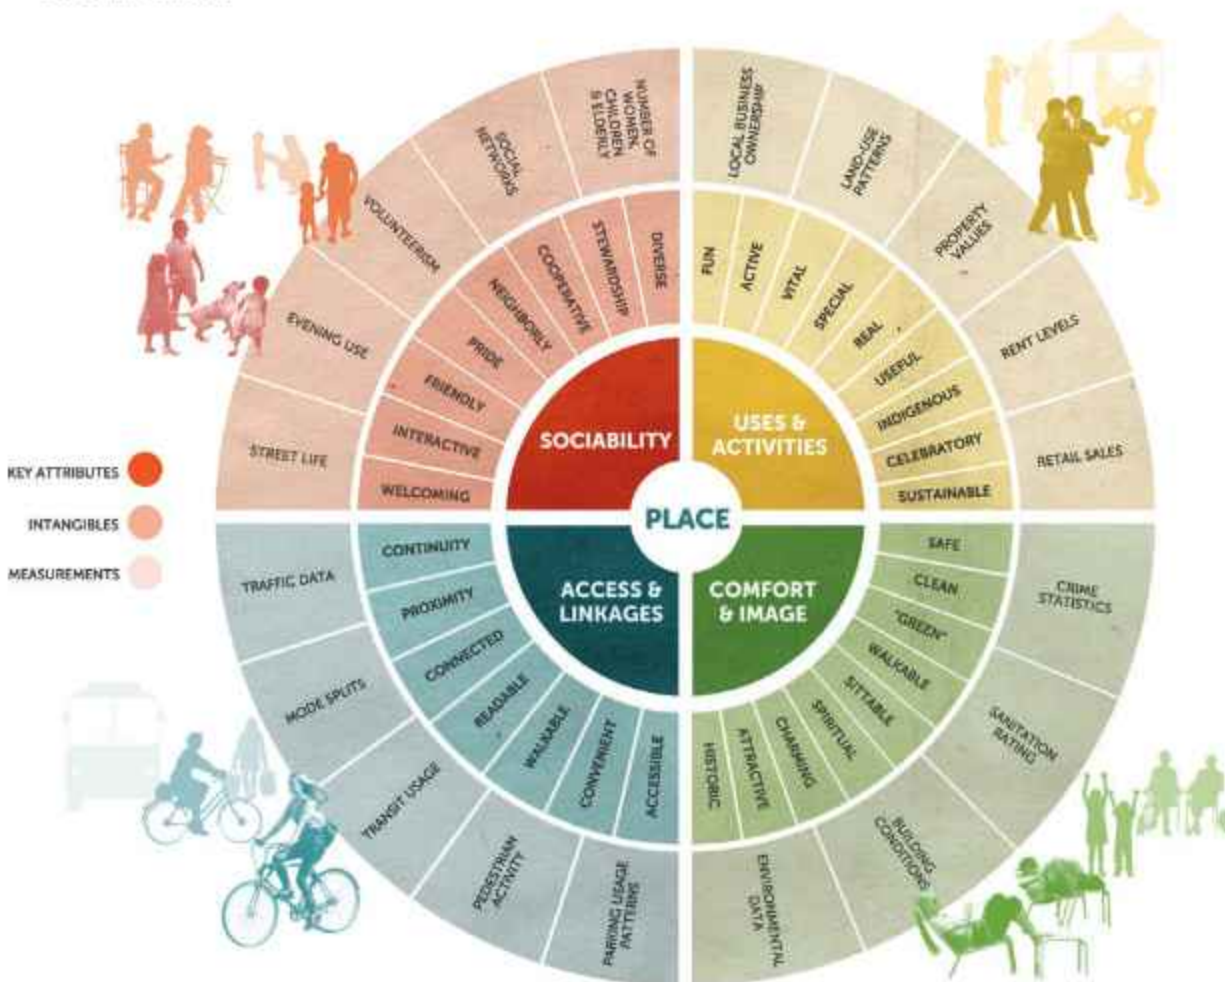 NUMBER OF
WOMEN,
CHILDREN
& ELDERLY
SOCIAL
NETWORKS
VOLUNTEERISM
EVENING USE
STREET LIFE
LOCAL BUSINESS
OWNERSHIP
LAND-USE
PATTERNS
PROPERTY
VALUES
RENT LEVELS
RETAIL SALES
DIVERSE
STEWARDSHIP
COOPERATIVE
NEIGHBORLY
PRIDE
FRIENDLY
INTERACTIVE
WELCOMING
FUN
ACTIVE
VITAL
SPECIAL
REAL
USEFUL
INDIGENOUS
CELEBRATORY
SUSTAINABLE
SOCIABILITY
USES &
ACTIVITIES
PLACE
ACCESS &
LINKAGES
COMFORT
& IMAGE
KEY ATTRIBUTES
INTANGIBLES
MEASUREMENTS
CONTINUITY
PROXIMITY
CONNECTED
READABLE
WALKABLE
CONVENIENT
ACCESSIBLE
SAFE
CLEAN
"GREEN"
WALKABLE
SITTABLE
SPIRITUAL
CHARMING
ATTRACTIVE
HISTORIC
TRAFFIC DATA
MODE SPLITS
TRANSIT USAGE
PEDESTRIAN
ACTIVITY
PARKING USAGE
PATTERNS
CRIME
STATISTICS
SANITATION
RATING
BUILDING
CONDITIONS
ENVIRONMENTAL
DATA